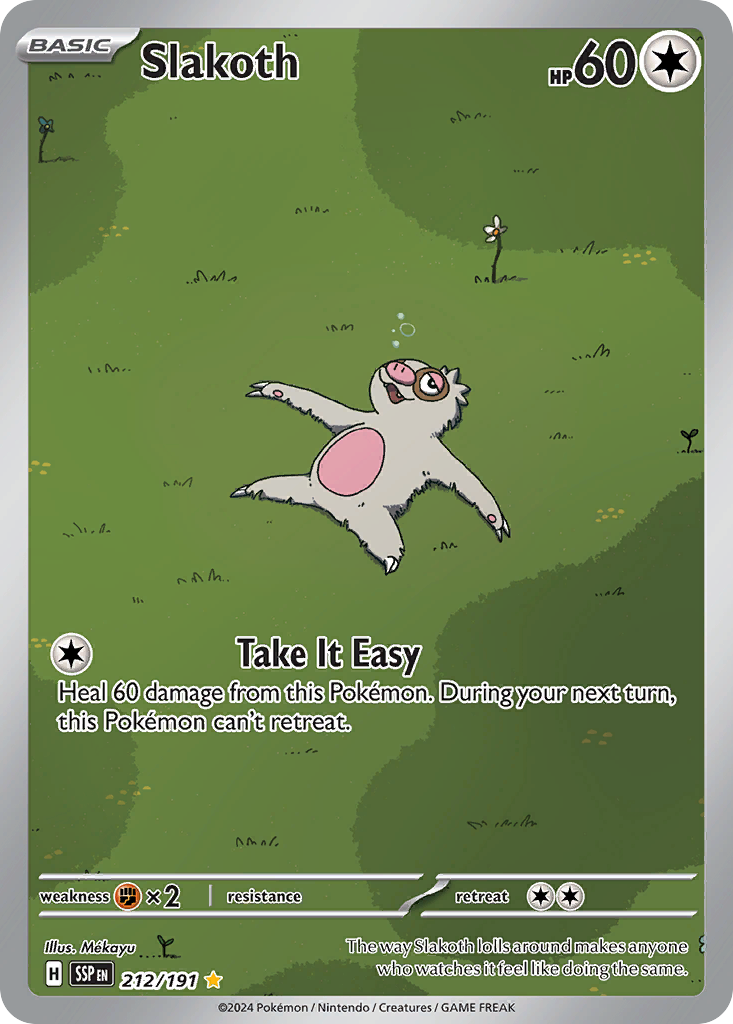 BASIC Slakoth HP60
Take It Easy
Heal 60 damage from this Pokémon. During your next turn,
this Pokémon can't retreat.
weakness ×2 resistance retreat
Illus. Mékayu
The way Slakoth lolls around makes anyone
who watches it feel like doing the same.
H SSP EN 212/191
©2024 Pokémon / Nintendo / Creatures / GAME FREAK